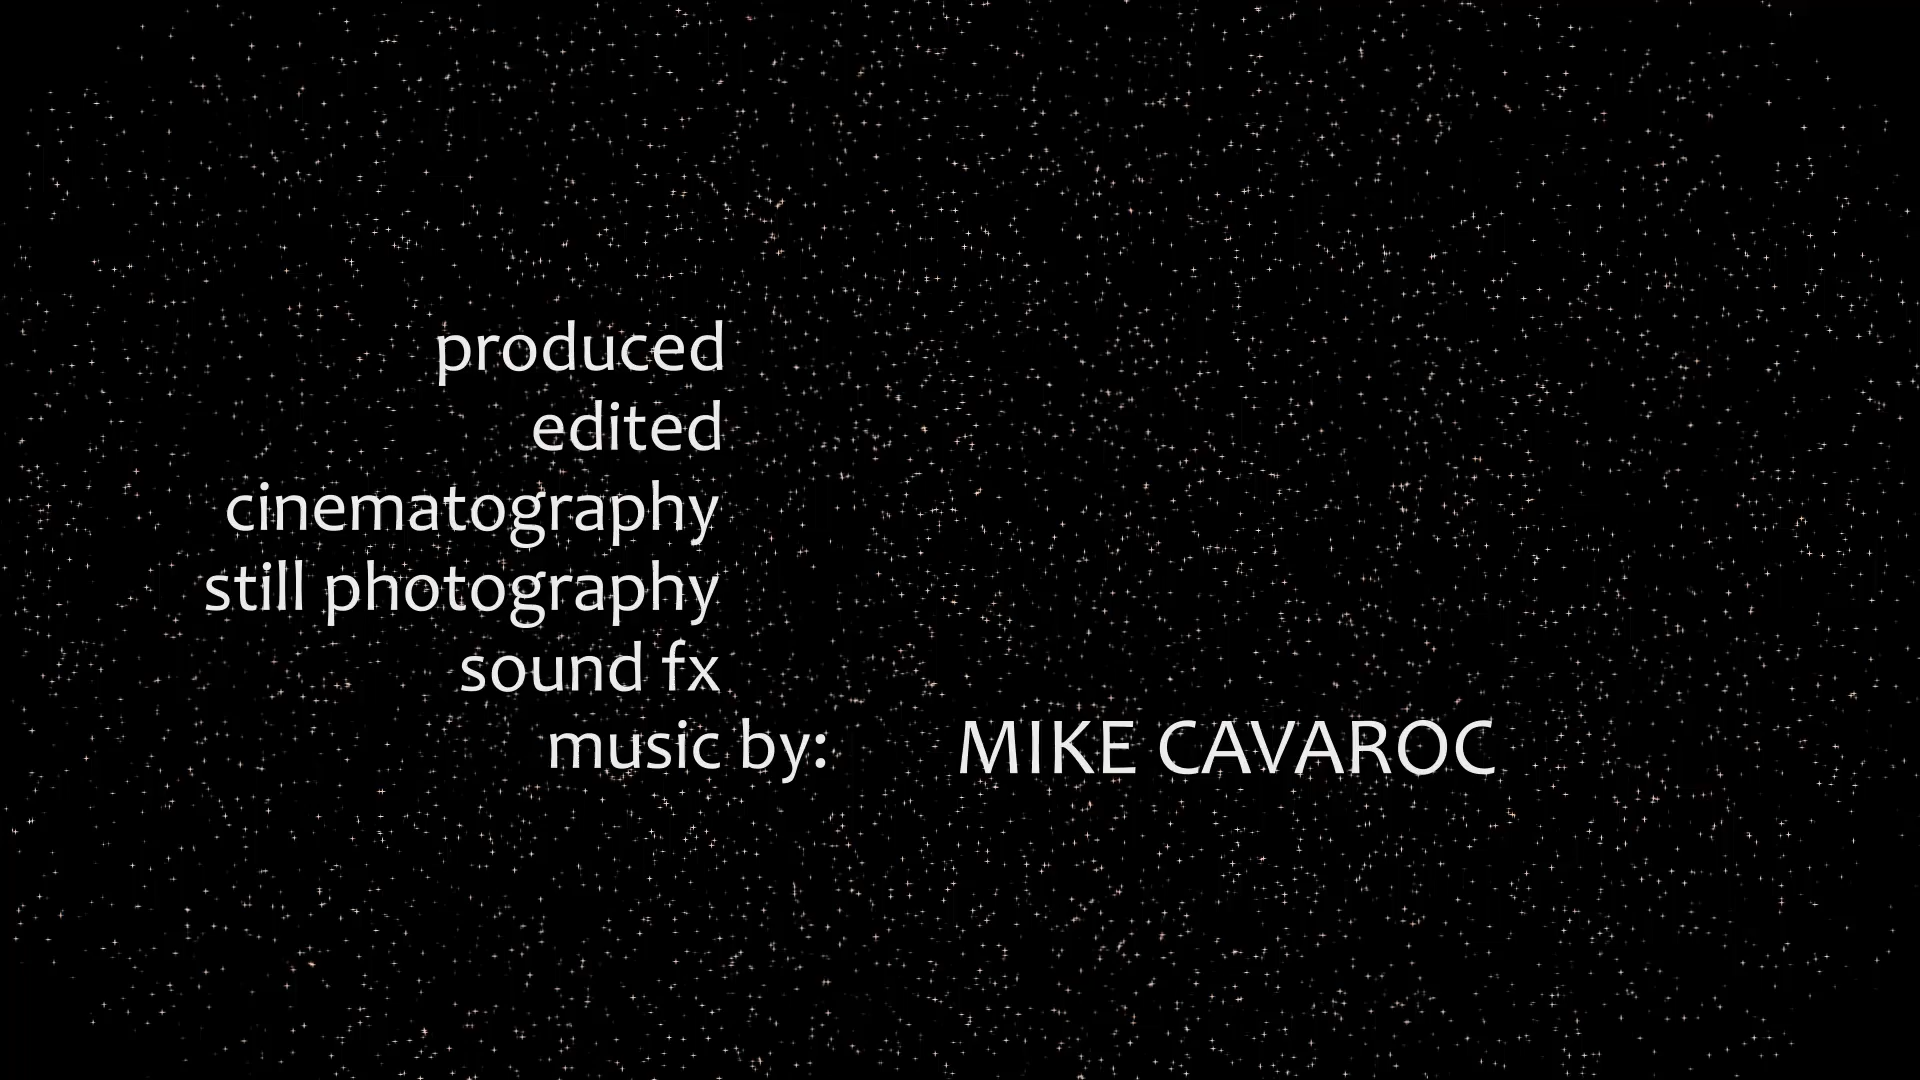 produced
edited
cinematography
still photography
sound fx
music by: MIKE CAVAROC